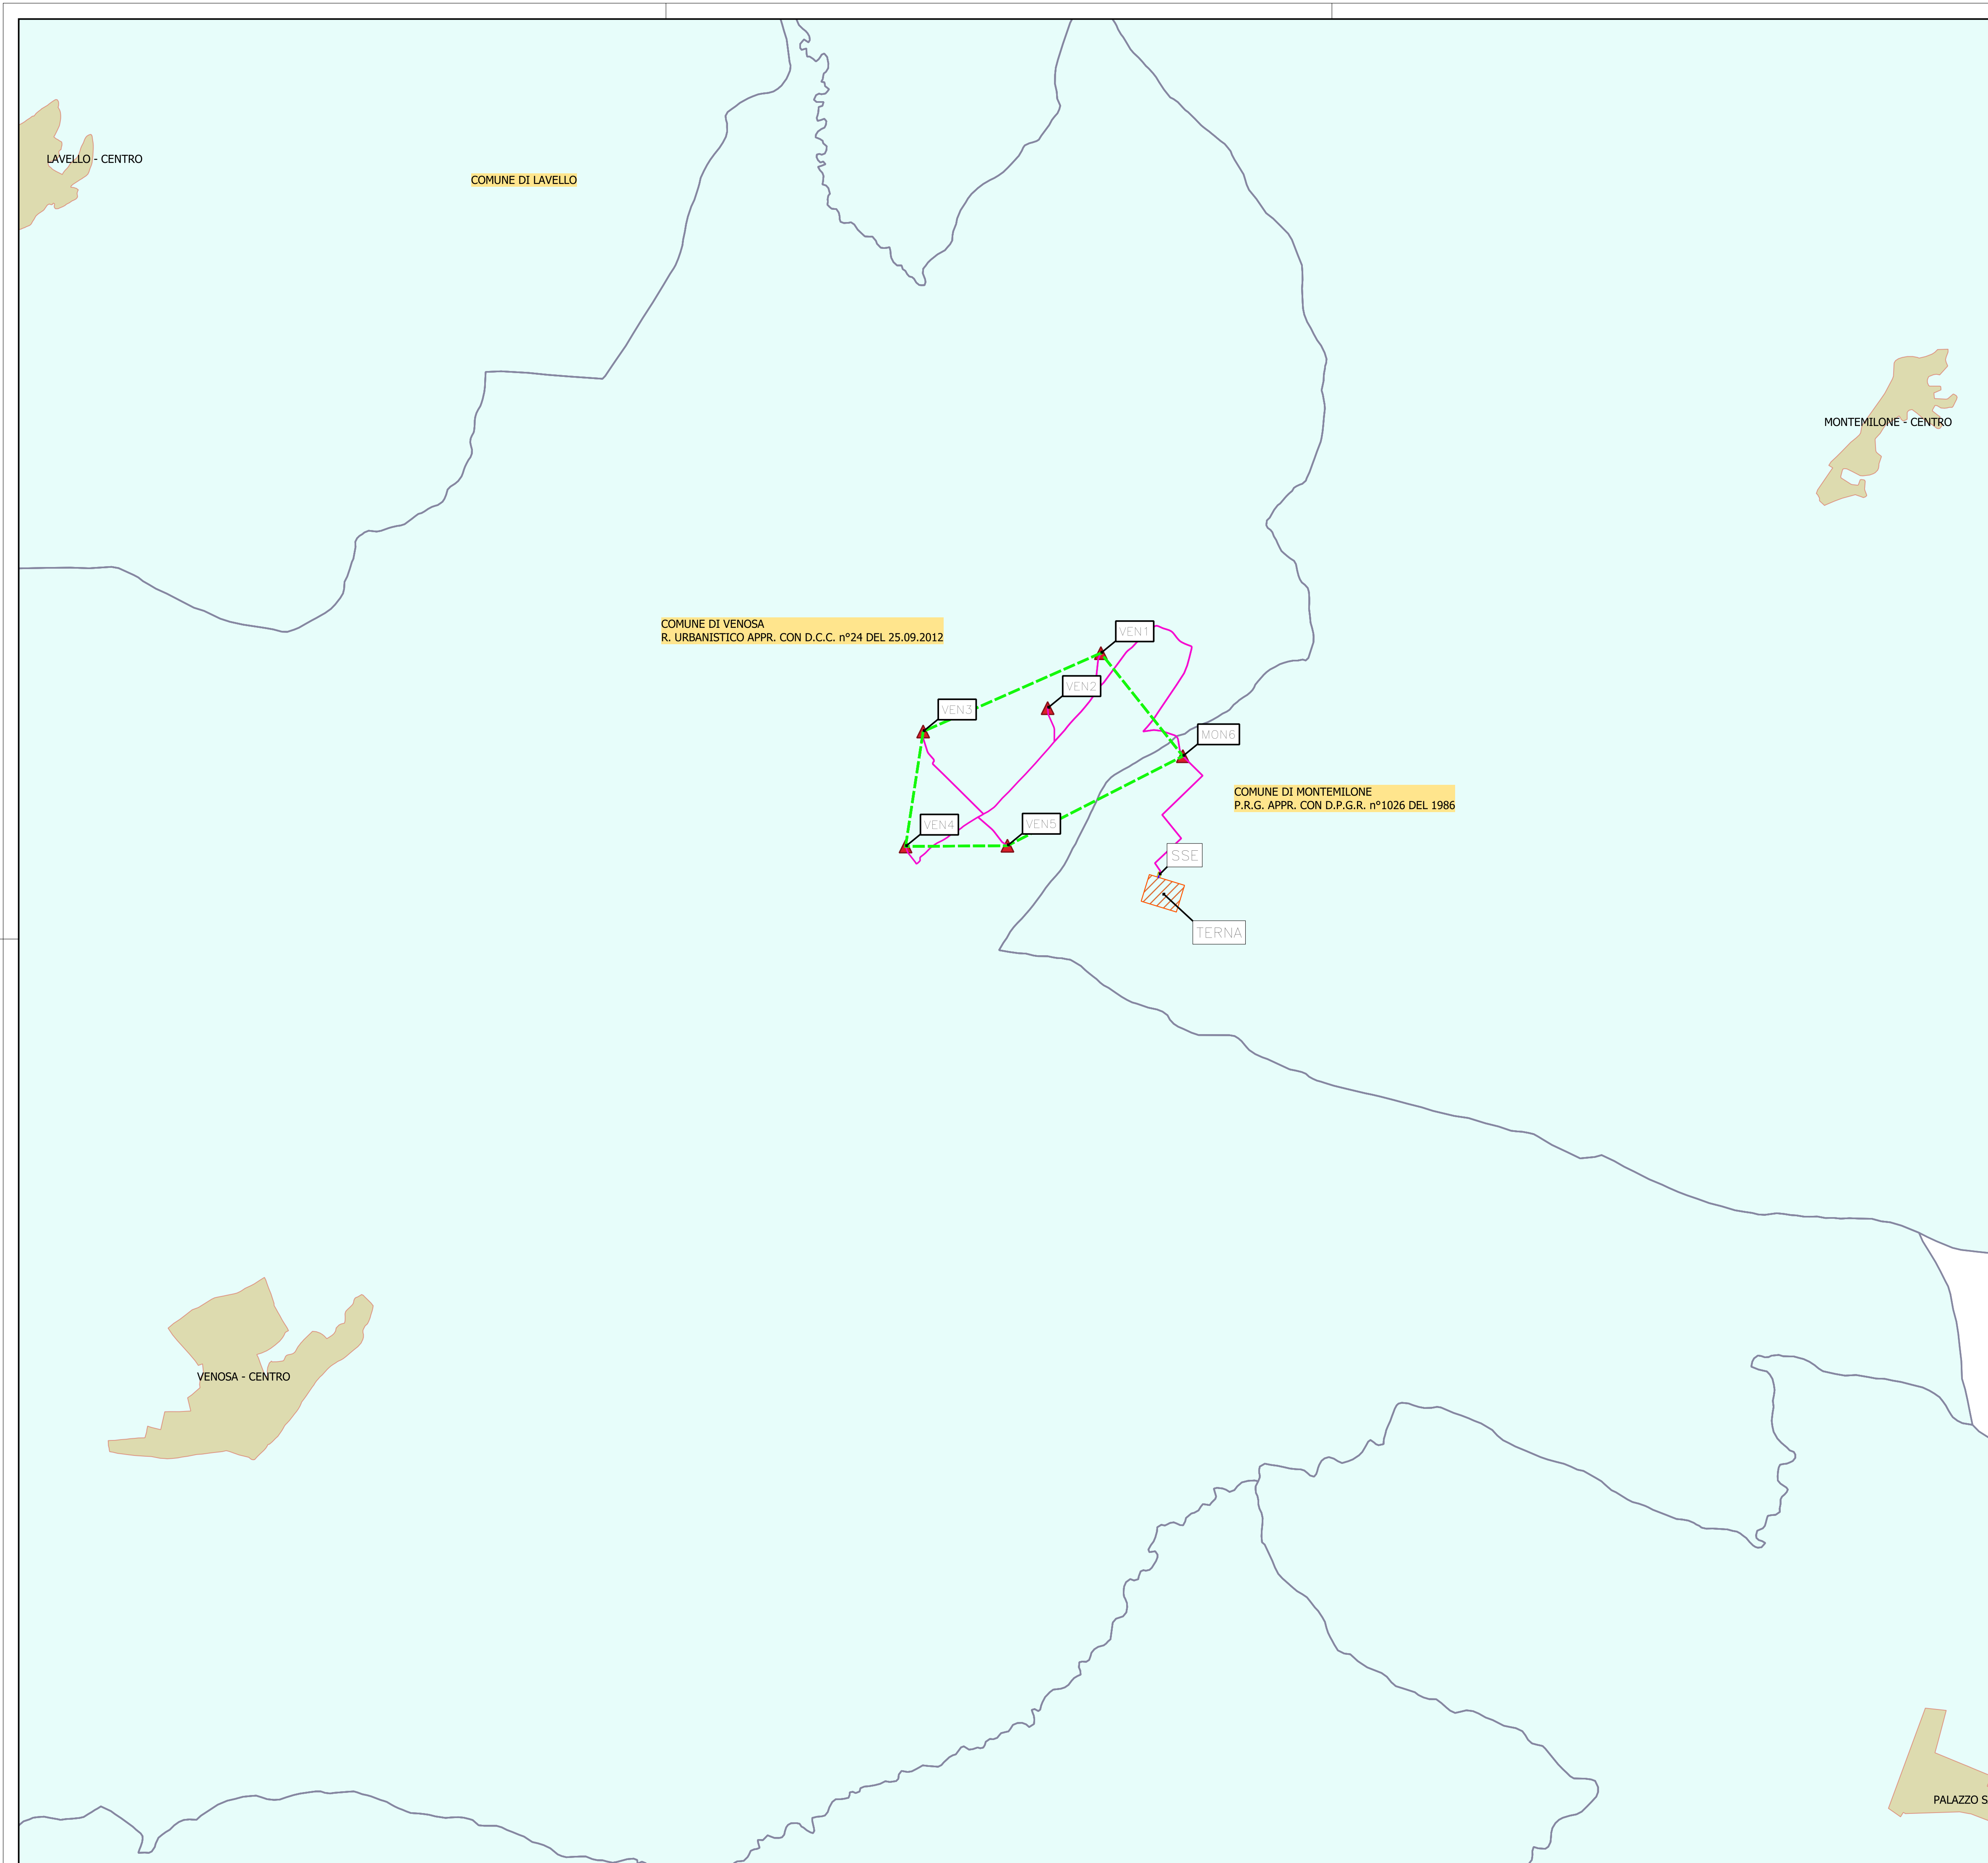 LAVELLO - CENTRO
COMUNE DI LAVELLO
MONTEMILONE - CENTRO
COMUNE DI VENOSA
R. URBANISTICO APPR. CON D.C.C. n°24 DEL 25.09.2012
VEN1
VEN2
VEN3
MON6
COMUNE DI MONTEMILONE
P.R.G. APPR. CON D.P.G.R. n°1026 DEL 1986
VEN4
VEN5
SSE
TERNA
VENOSA - CENTRO
PALAZZO S